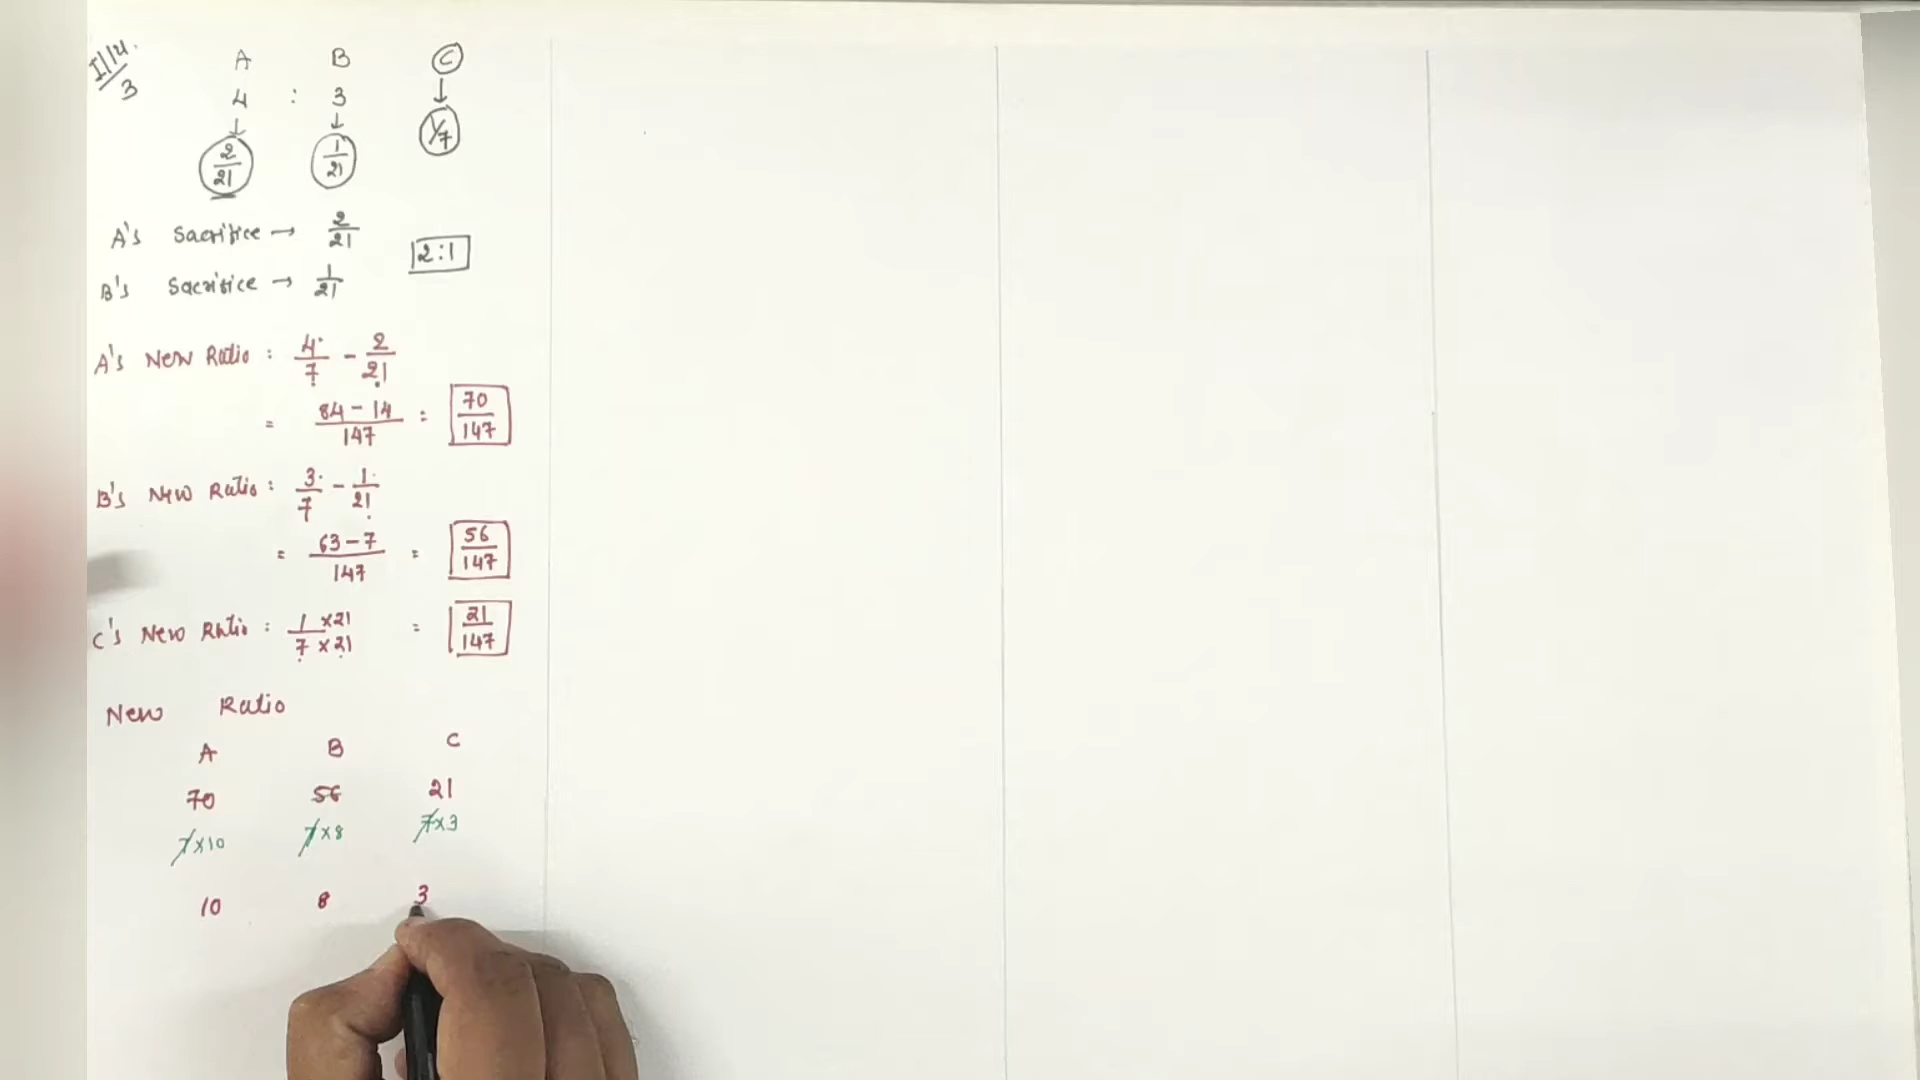 Ill4. / 3
A B C
4 : 3 1/7
2/21 1/21
A's Sacrifice → 2/21
2:1
B's Sacrifice → 1/21
A's New Ratio : 4/7 - 2/21
= 84 - 14/147 = 70/147
B's New Ratio : 3/7 - 1/21
= 63 - 7/147 = 56/147
C's New Ratio : 1 × 21/7 × 21 = 21/147
New Ratio
A B C
70 56 21
7×10 7×8 7×3
10 8 3